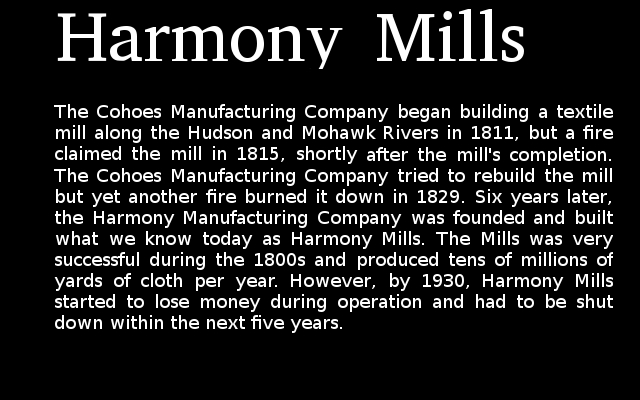 Harmony Mills
The Cohoes Manufacturing Company began building a textile
mill along the Hudson and Mohawk Rivers in 1811, but a fire
claimed the mill in 1815, shortly after the mill's completion.
The Cohoes Manufacturing Company tried to rebuild the mill
but yet another fire burned it down in 1829. Six years later,
the Harmony Manufacturing Company was founded and built
what we know today as Harmony Mills. The Mills was very
successful during the 1800s and produced tens of millions of
yards of cloth per year. However, by 1930, Harmony Mills
started to lose money during operation and had to be shut
down within the next five years.